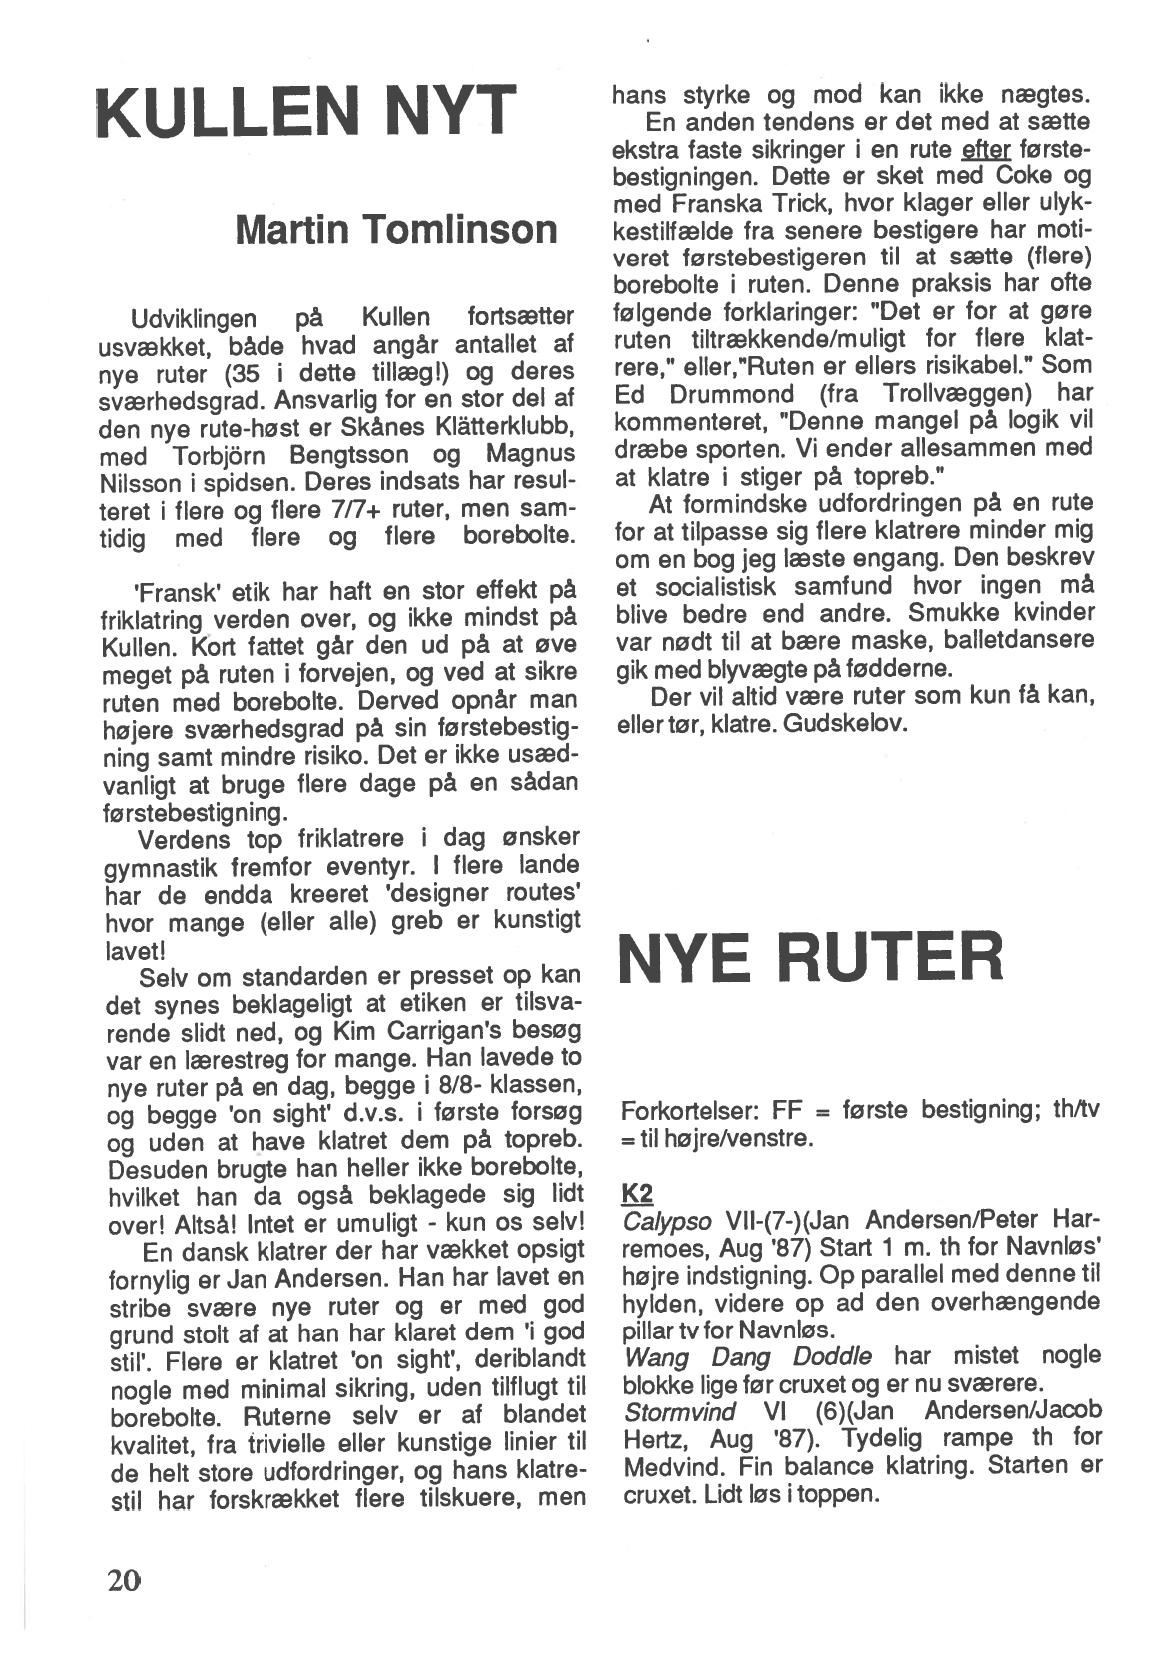 KULLEN NYT
Martin Tomlinson
Udviklingen på Kullen fortsætter
usvækket, både hvad angår antallet af
nye ruter (35 i dette tillæg!) og deres
sværhedsgrad. Ansvarlig for en stor del af
den nye rute-høst er Skånes Klätterklubb,
med Torbjörn Bengtsson og Magnus
Nilsson i spidsen. Deres indsats har resul-
teret i flere og flere 7/7+ ruter, men sam-
tidig med flere og flere borebolte.
'Fransk' etik har haft en stor effekt på
friklatring verden over, og ikke mindst på
Kullen. Kort fattet går den ud på at øve
meget på ruten i forvejen, og ved at sikre
ruten med borebolte. Derved opnår man
højere sværhedsgrad på sin førstebestig-
ning samt mindre risiko. Det er ikke usæd-
vanligt at bruge flere dage på en sådan
førstebestigning.
Verdens top friklatrere i dag ønsker
gymnastik fremfor eventyr. I flere lande
har de endda kreeret 'designer routes'
hvor mange (eller alle) greb er kunstigt
lavet!
Selv om standarden er presset op kan
det synes beklageligt at etiken er tilsva-
rende slidt ned, og Kim Carrigan's besøg
var en lærestreg for mange. Han lavede to
nye ruter på en dag, begge i 8/8- klassen,
og begge 'on sight' d.v.s. i første forsøg
og uden at have klatret dem på topreb.
Desuden brugte han heller ikke borebolte,
hvilket han da også beklagede sig lidt
over! Altså! Intet er umuligt - kun os selv!
En dansk klatrer der har vækket opsigt
fornylig er Jan Andersen. Han har lavet en
stribe svære nye ruter og er med god
grund stolt af at han har klaret dem 'i god
stil'. Flere er klatret 'on sight', deriblandt
nogle med minimal sikring, uden tilflugt til
borebolte. Ruterne selv er af blandet
kvalitet, fra trivielle eller kunstige linier til
de helt store udfordringer, og hans klatre-
stil har forskrækket flere tilskuere, men
hans styrke og mod kan ikke nægtes.
En anden tendens er det med at sætte
ekstra faste sikringer i en rute efter første-
bestigningen. Dette er sket med Coke og
med Franska Trick, hvor klager eller ulyk-
kestilfælde fra senere bestigere har moti-
veret førstebestigeren til at sætte (flere)
borebolte i ruten. Denne praksis har ofte
følgende forklaringer: "Det er for at gøre
ruten tiltrækkende/muligt for flere klat-
rere," eller,"Ruten er ellers risikabel." Som
Ed Drummond (fra Trollvæggen) har
kommenteret, "Denne mangel på logik vil
dræbe sporten. Vi ender allesammen med
at klatre i stiger på topreb."
At formindske udfordringen på en rute
for at tilpasse sig flere klatrere minder mig
om en bog jeg læste engang. Den beskrev
et socialistisk samfund hvor ingen må
blive bedre end andre. Smukke kvinder
var nødt til at bære maske, balletdansere
gik med blyvægte på fødderne.
Der vil altid være ruter som kun få kan,
eller tør, klatre. Gudskelov.
NYE RUTER
Forkortelser: FF = første bestigning; th/tv
= til højre/venstre.
K2
Calypso VII-(7-)(Jan Andersen/Peter Har-
remoes, Aug '87) Start 1 m. th for Navnløs'
højre indstigning. Op parallel med denne til
hylden, videre op ad den overhængende
pillar tv for Navnløs.
Wang Dang Doddle har mistet nogle
blokke lige før cruxet og er nu sværere.
Stormvind VI (6)(Jan Andersen/Jacob
Hertz, Aug '87). Tydelig rampe th for
Medvind. Fin balance klatring. Starten er
cruxet. Lidt løs i toppen.
20